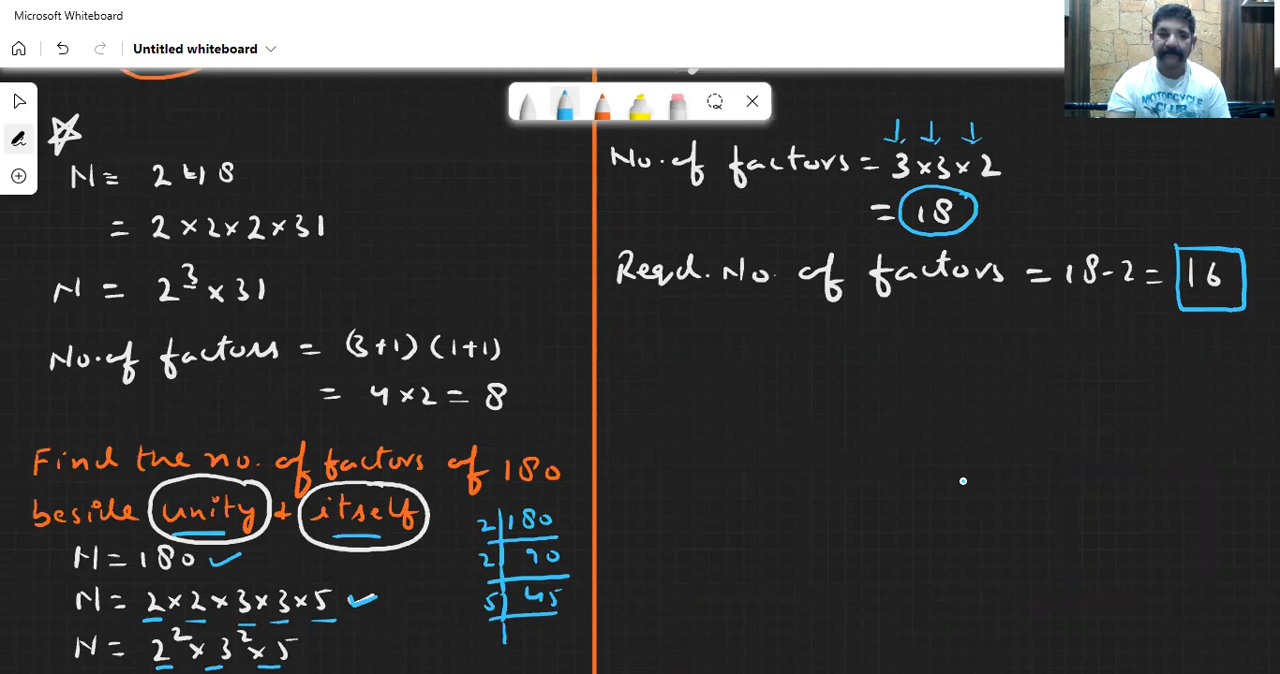 Microsoft Whiteboard
Untitled whiteboard
N = 248
= 2 × 2 × 2 × 31
N = 2³ × 31
No. of factors = (3+1) (1+1)
= 4 × 2 = 8
Find the no. of factors of 180
beside unity & itself
N = 180 ✓
N = 2 × 2 × 3 × 3 × 5 ✓
N = 2² × 3² × 5
2 | 180
2 | 90
5 | 45
No. of factors = 3 × 3 × 2
= 18
Reqd. No. of factors = 18 - 2 = 16
MOTORCYCLE
CLUB